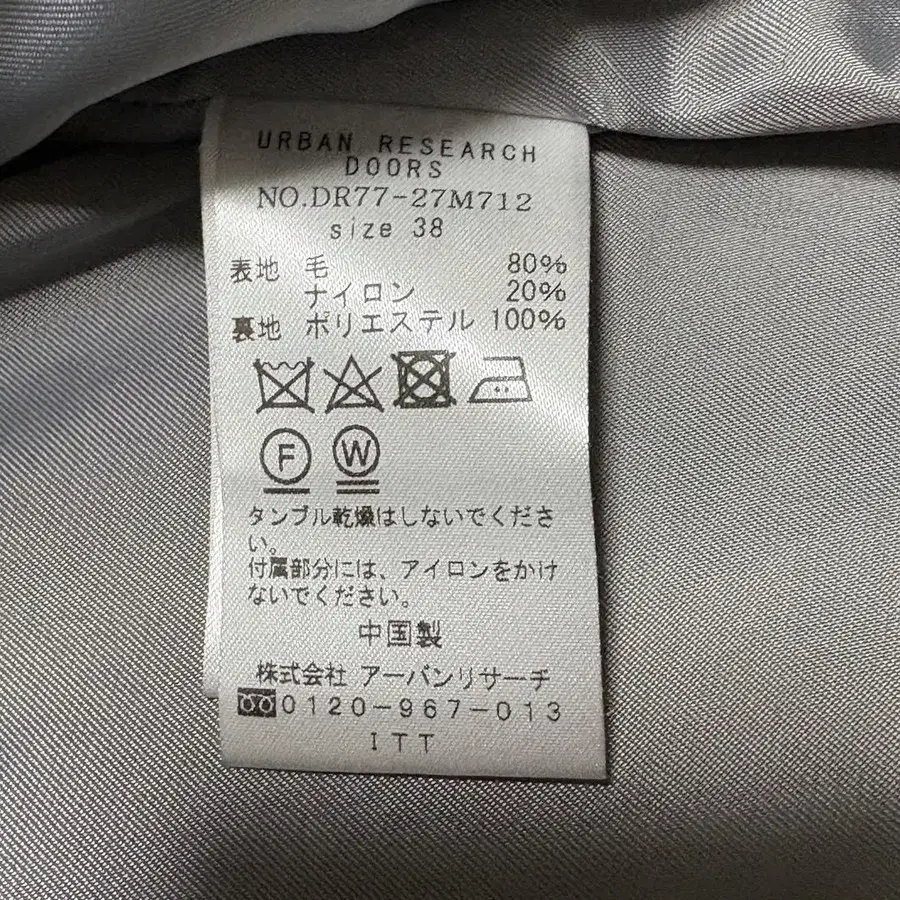 URBAN RESEARCH
DOORS
NO.DR77-27M712
size 38
表地 毛 80%
ナイロン 20%
裏地 ポリエステル 100%
F W
タンブル乾燥はしないでくださ
い。
付属部分には、アイロンをかけ
ないでください。
中国製
株式会社 アーバンリサーチ
0120-967-013
ITT